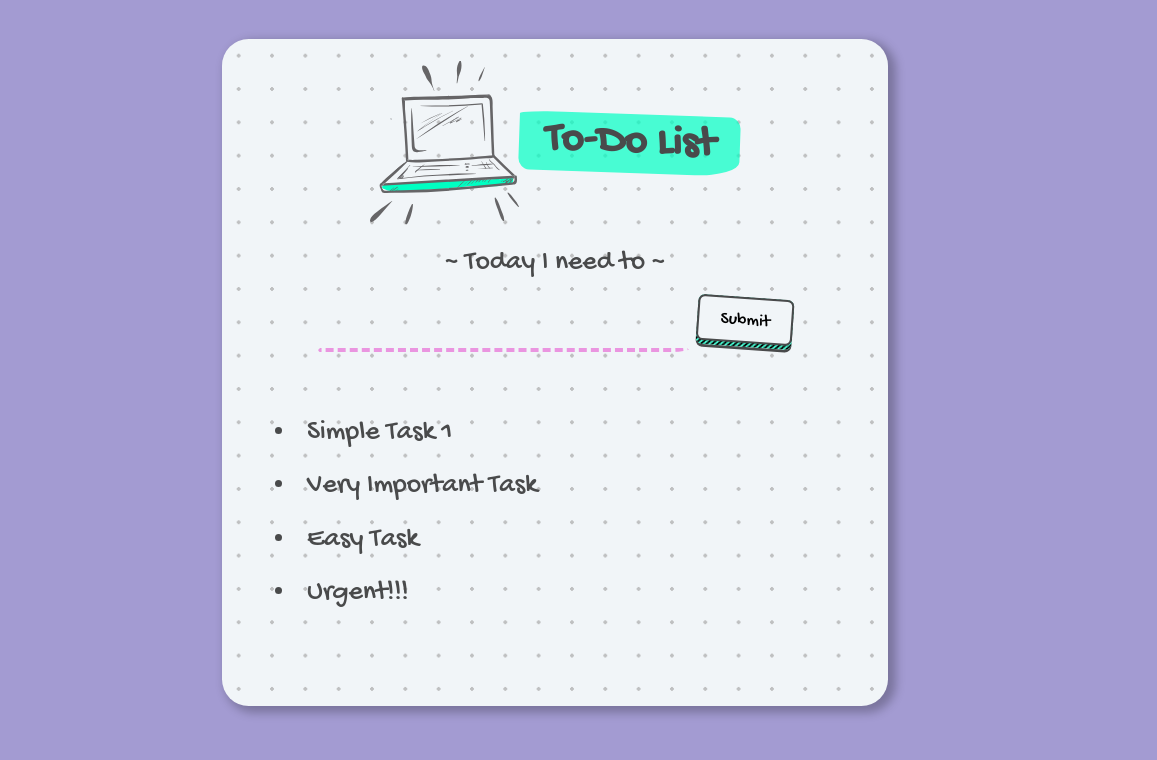 To-Do List
~ Today I need to ~
Submit
Simple Task 1
Very Important Task
Easy Task
Urgent!!!